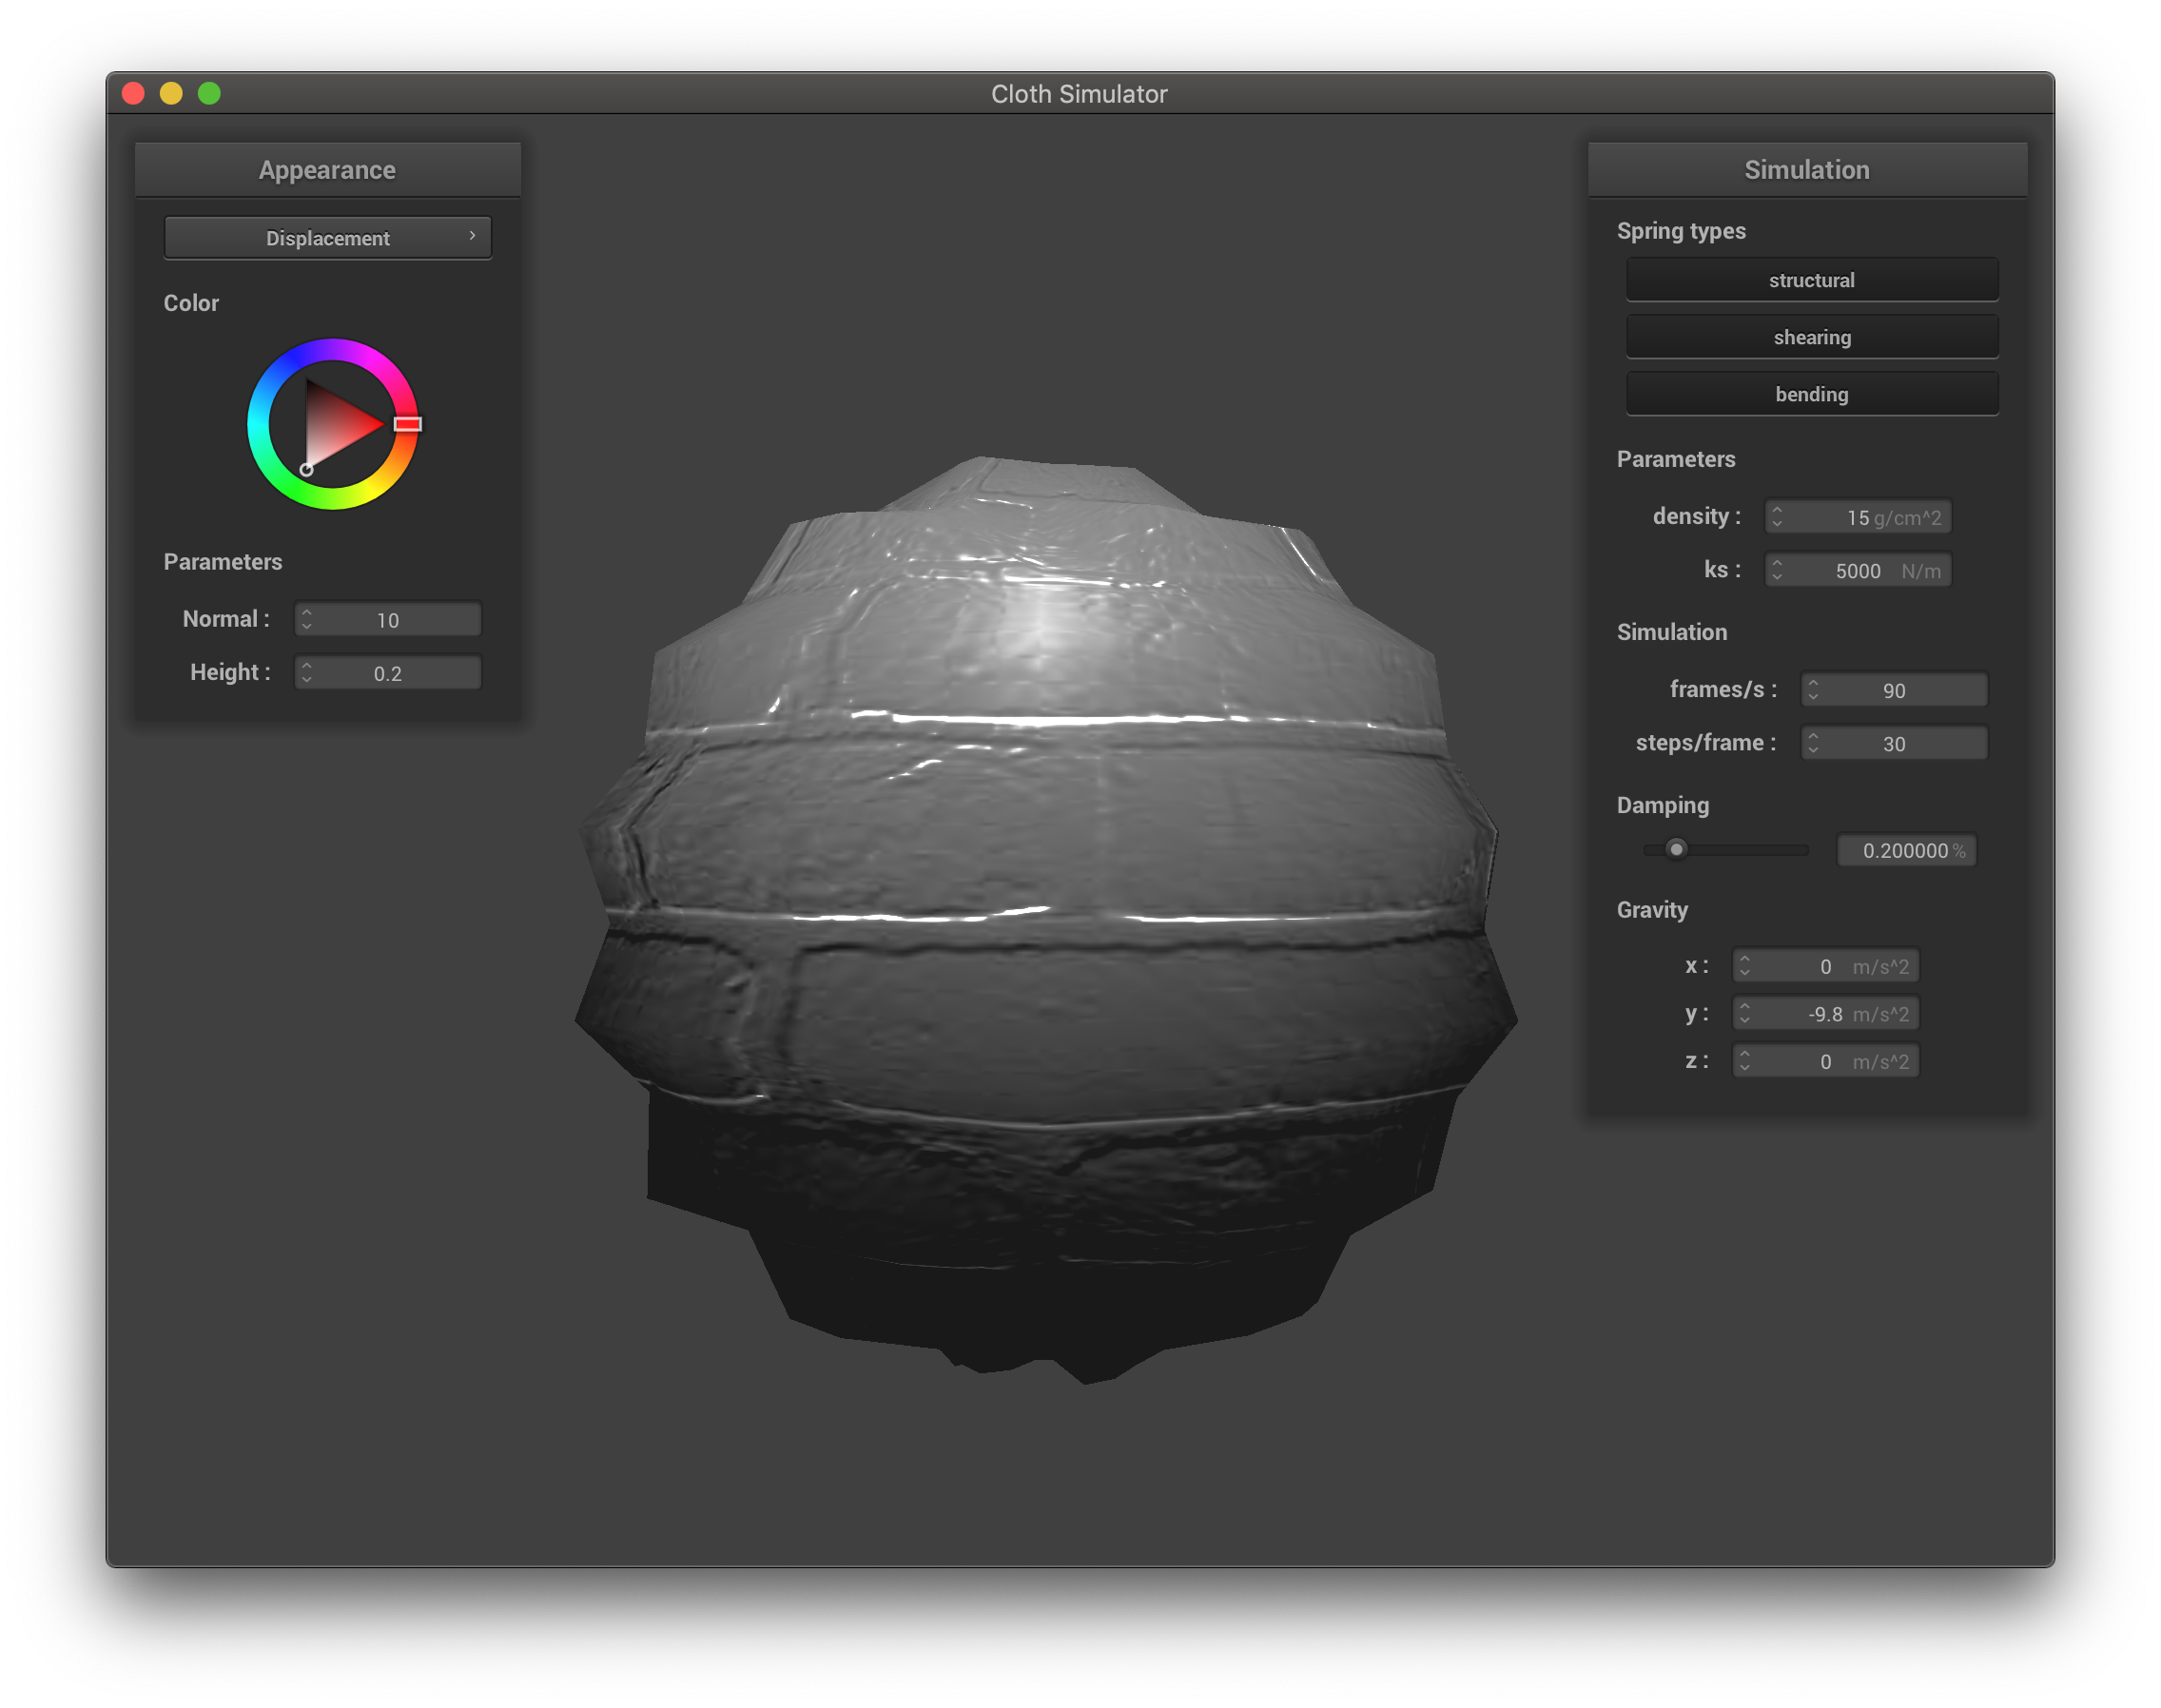 Cloth Simulator
Appearance
Displacement
Color
Parameters
Normal : 10
Height : 0.2
Simulation
Spring types
structural
shearing
bending
Parameters
density : 15 g/cm^2
ks : 5000 N/m
Simulation
frames/s : 90
steps/frame : 30
Damping
0.200000 %
Gravity
x : 0 m/s^2
y : -9.8 m/s^2
z : 0 m/s^2